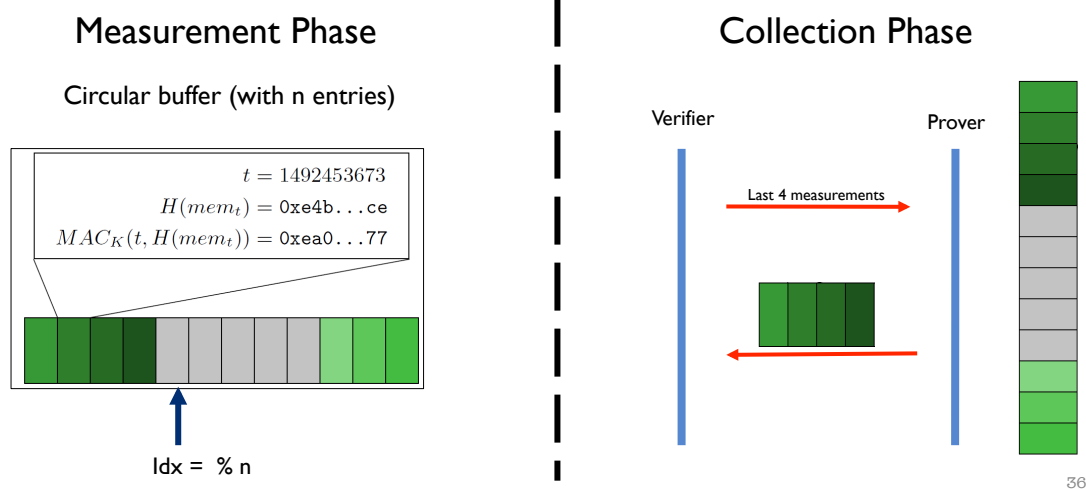 Measurement Phase
Circular buffer (with n entries)
t = 1492453673
H(mem_t) = 0xe4b...ce
MAC_K(t, H(mem_t)) = 0xea0...77
Idx = % n
Collection Phase
Verifier
Prover
Last 4 measurements
36